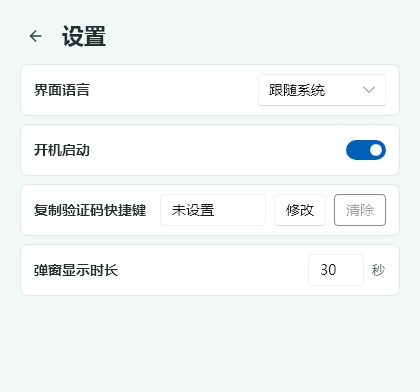 设置
界面语言 跟随系统
开机启动
复制验证码快捷键 未设置 修改 清除
弹窗显示时长 30 秒